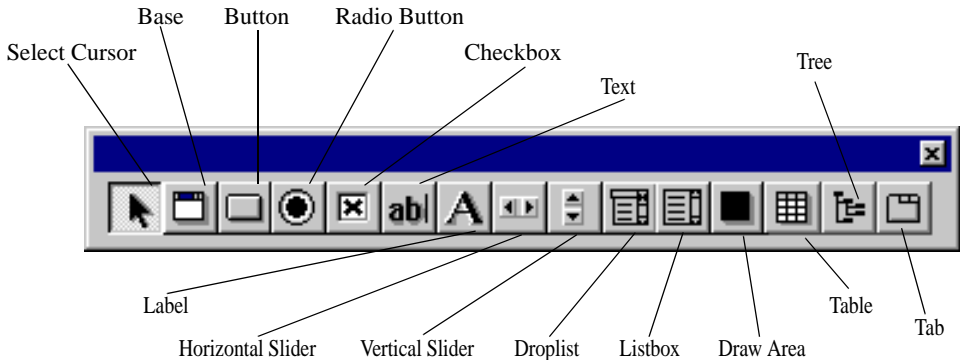 Base Button Radio Button
Select Cursor Checkbox
Tree
Text
ab
A
Label Table
Tab
Horizontal Slider Vertical Slider Droplist Listbox Draw Area